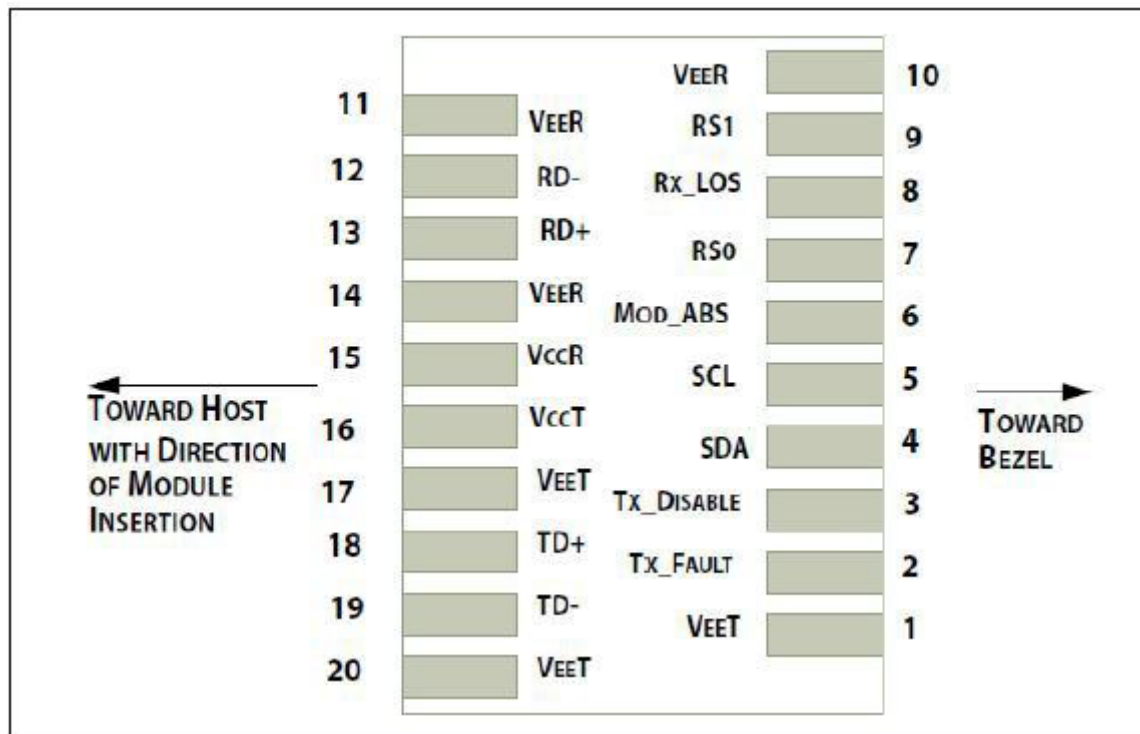 11 VEER
12 RD-
13 RD+
14 VEER
15 VCCR
16 VCCT
17 VEET
18 TD+
19 TD-
20 VEET
VEER 10
RS1 9
RX_LOS 8
RS0 7
MOD_ABS 6
SCL 5
SDA 4
TX_DISABLE 3
TX_FAULT 2
VEET 1
TOWARD HOST
WITH DIRECTION
OF MODULE
INSERTION
TOWARD
BEZEL